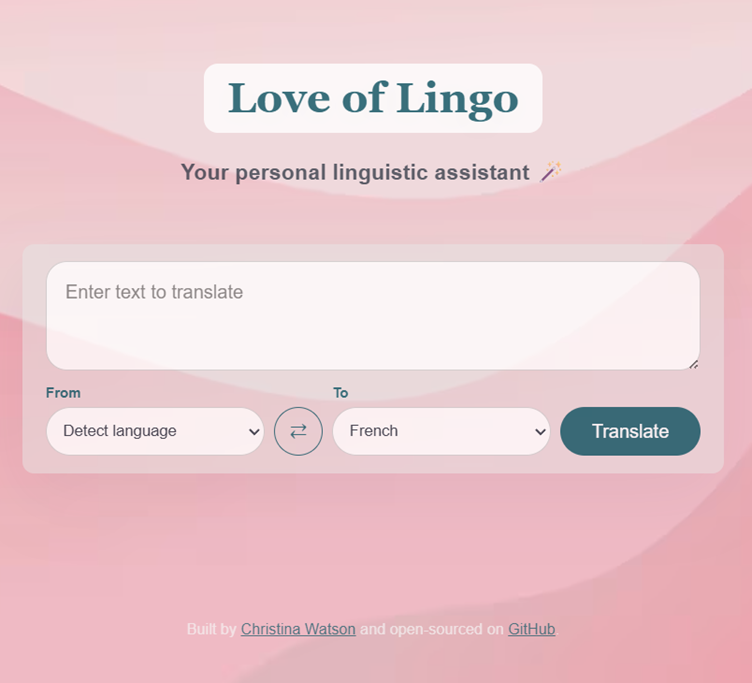 Love of Lingo
Your personal linguistic assistant 🪄
Enter text to translate
From To
Detect language French Translate
Built by Christina Watson and open-sourced on GitHub